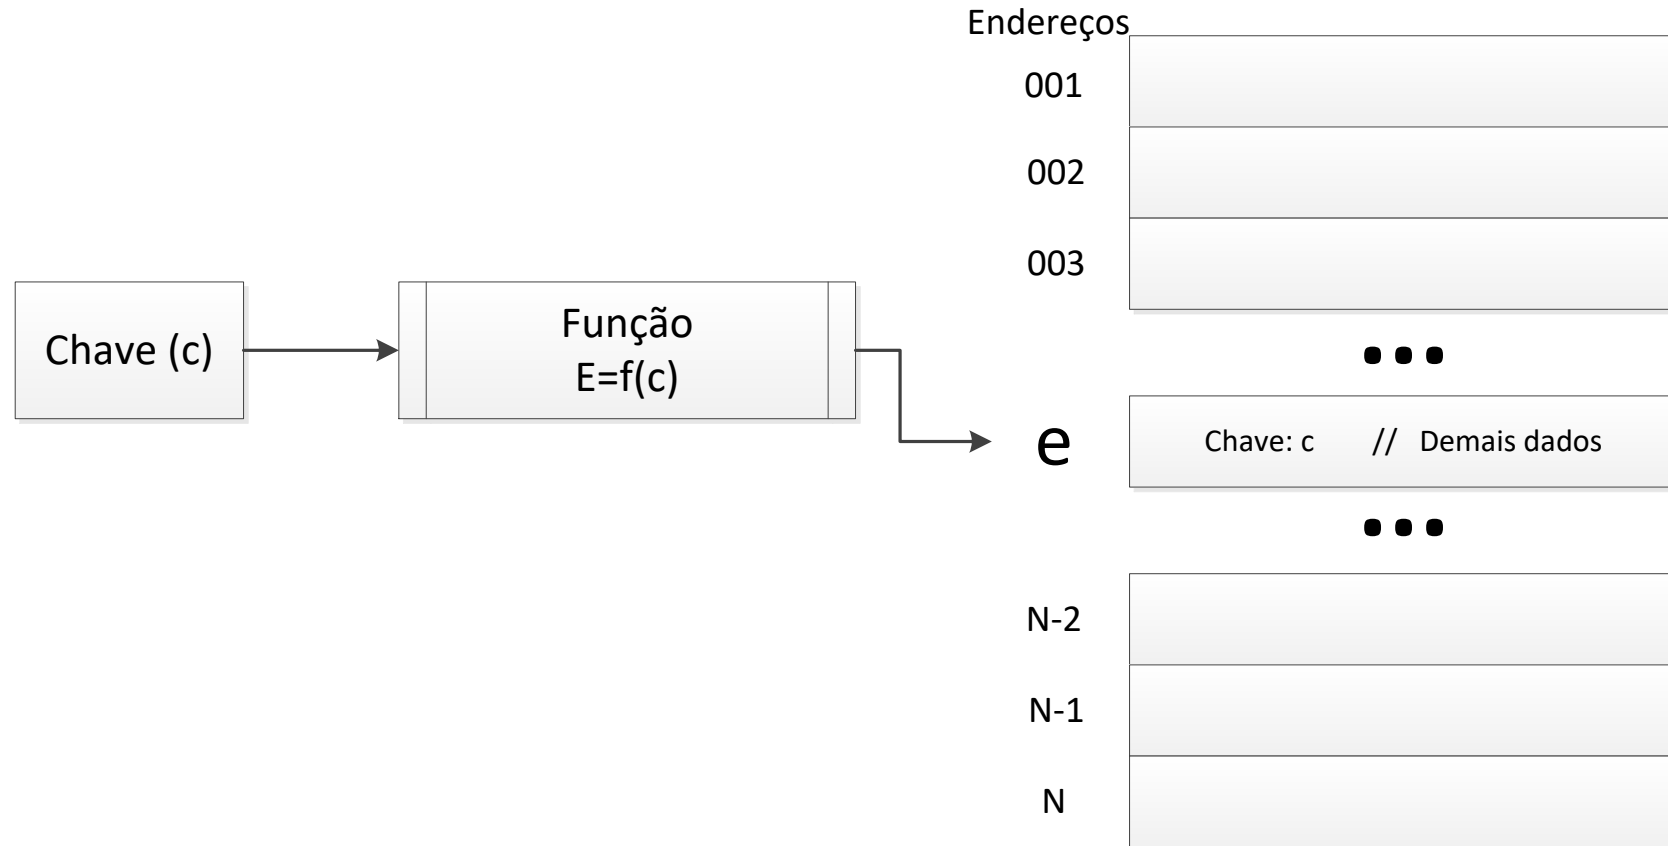 Endereços
001
002
003
Chave (c)
Função
E=f(c)
e
Chave: c // Demais dados
N-2
N-1
N